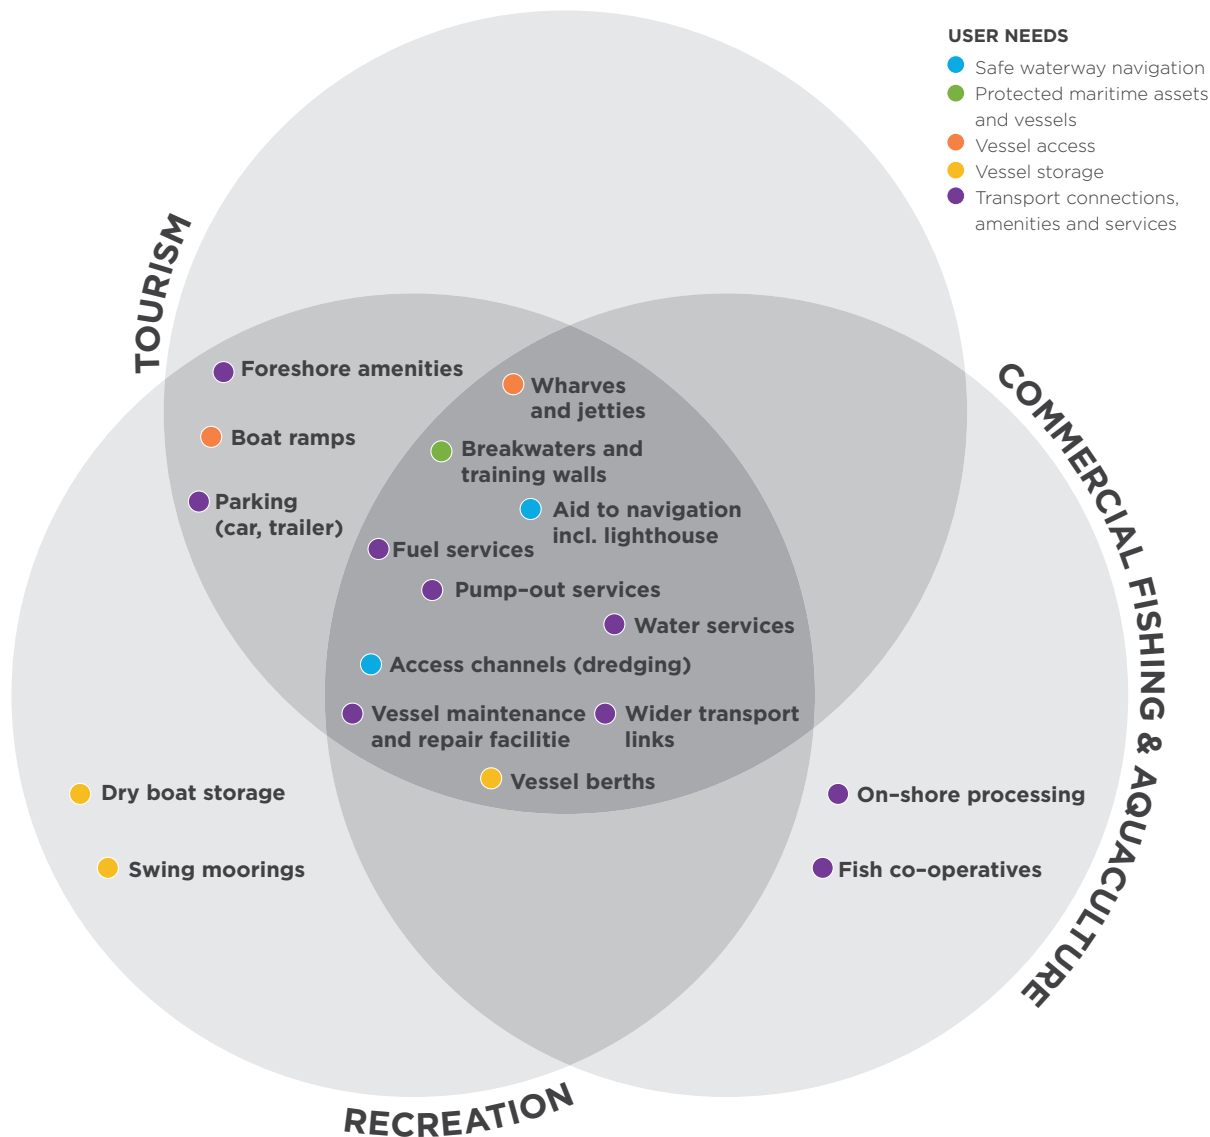 USER NEEDS
Safe waterway navigation
Protected maritime assets
and vessels
Vessel access
Vessel storage
Transport connections,
amenities and services
TOURISM
COMMERCIAL FISHING & AQUACULTURE
Foreshore amenities
Wharves
and jetties
Boat ramps
Breakwaters and
training walls
Parking
(car, trailer)
Aid to navigation
incl. lighthouse
Fuel services
Pump-out services
Water services
Access channels (dredging)
Vessel maintenance
and repair facilitie
Wider transport
links
Vessel berths
Dry boat storage
On-shore processing
Swing moorings
Fish co-operatives
RECREATION